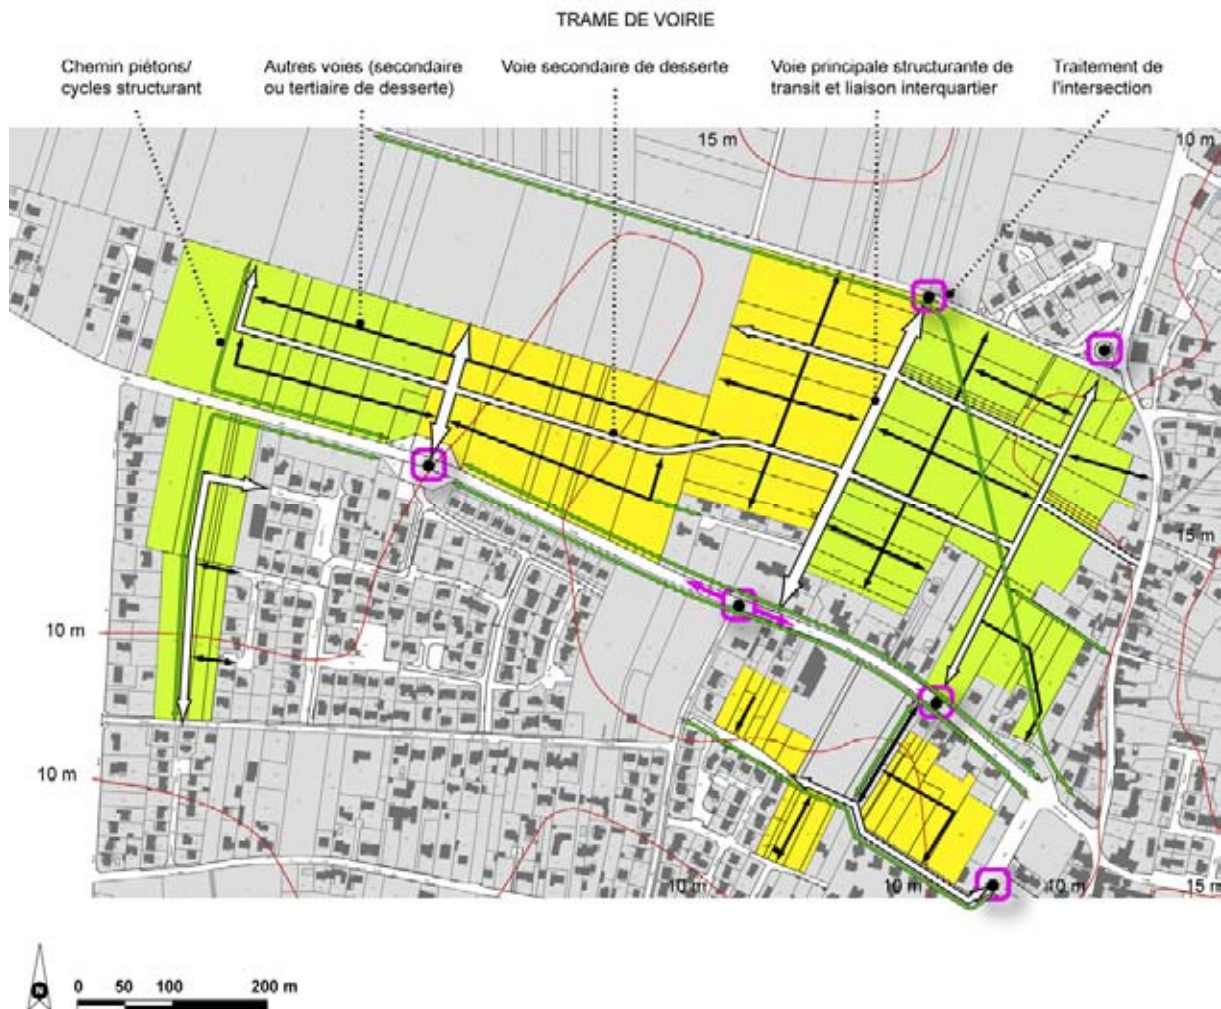 TRAME DE VOIRIE
Chemin piétons/
cycles structurant
Autres voies (secondaire
ou tertiaire de desserte)
Voie secondaire de desserte
Voie principale structurante de
transit et liaison interquartier
Traitement de
l'intersection
15 m
10 m
15 m
10 m
10 m
10 m
10 m
10 m
15 m
N
0 50 100 200 m